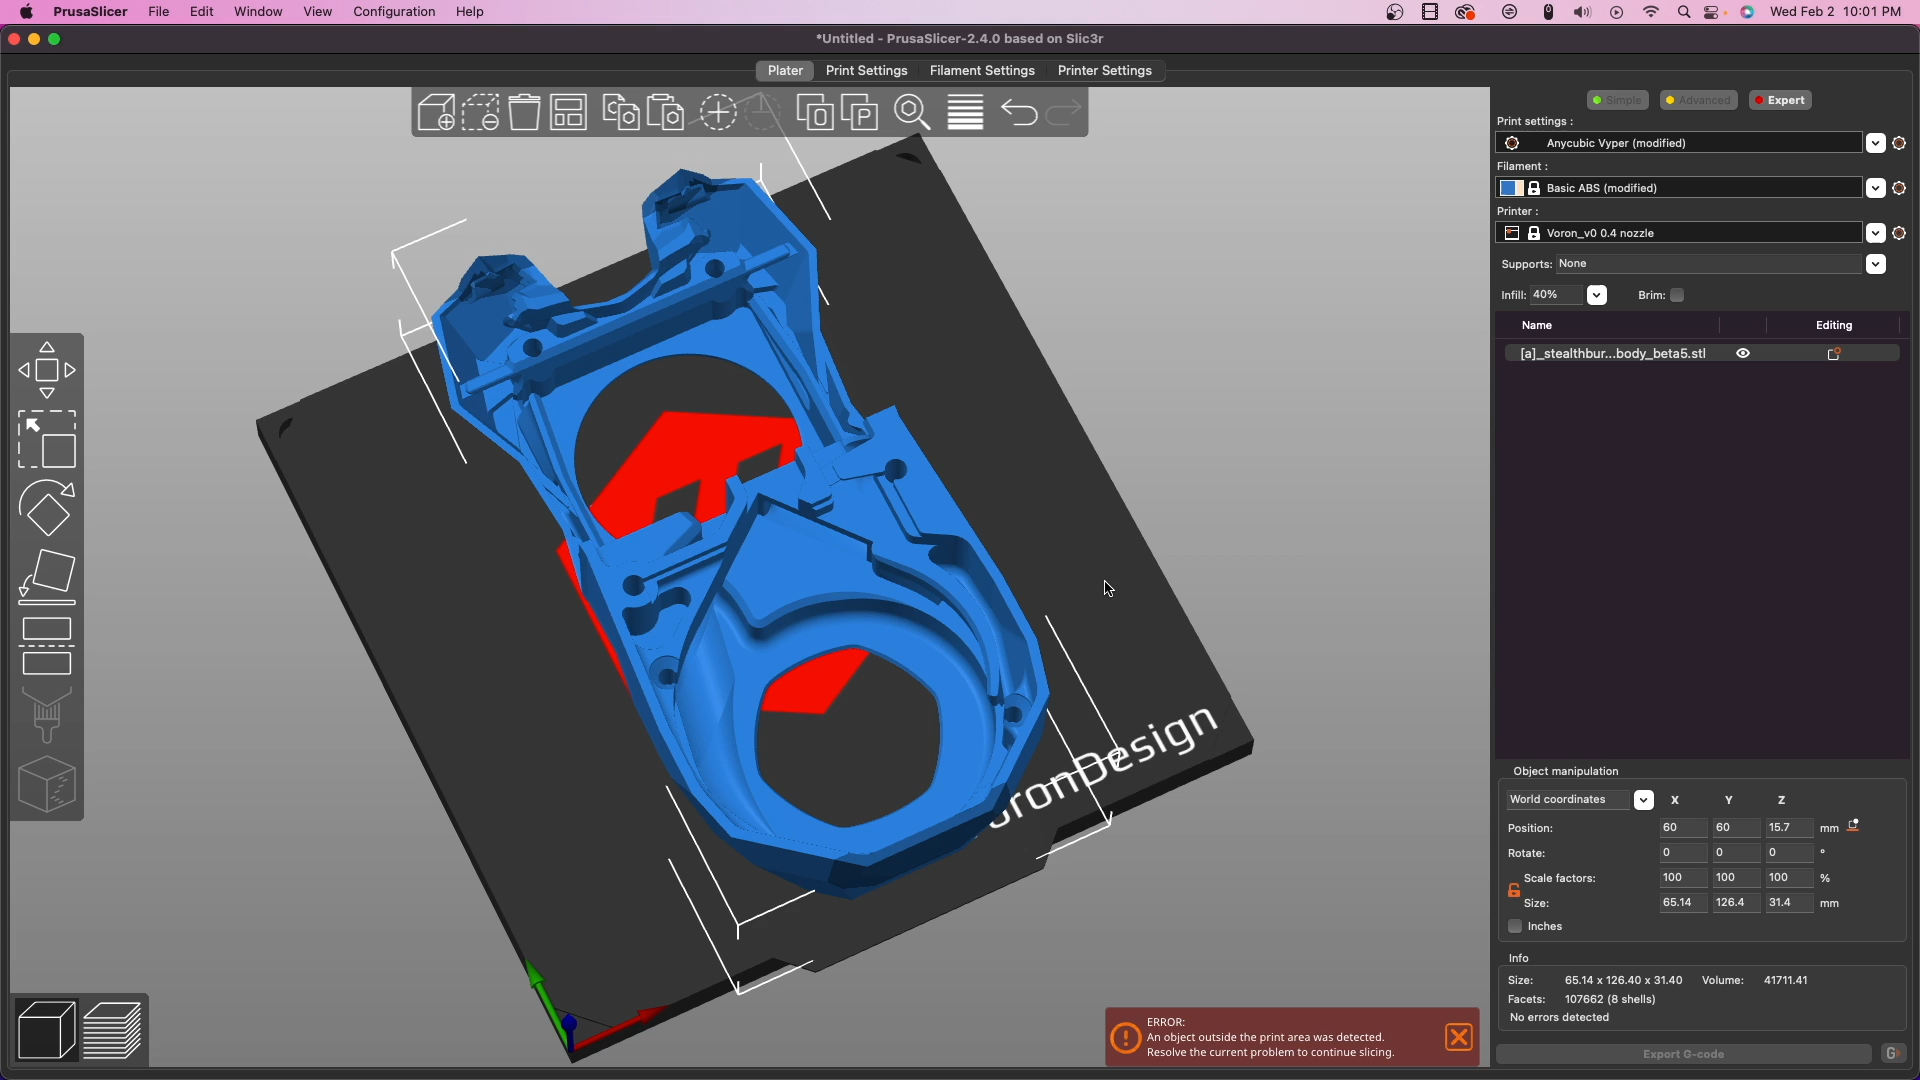 PrusaSlicer File Edit Window View Configuration Help
Wed Feb 2 10:01 PM
*Untitled - PrusaSlicer-2.4.0 based on Slic3r
Plater Print Settings Filament Settings Printer Settings
Simple Advanced Expert
Print settings :
Anycubic Vyper (modified)
Filament :
Basic ABS (modified)
Printer :
Voron_v0 0.4 nozzle
Supports: None
Infill: 40% Brim:
Name Editing
[a]_stealthbur...body_beta5.stl
oronDesign
Object manipulation
World coordinates X Y Z
Position: 60 60 15.7 mm
Rotate: 0 0 0 °
Scale factors: 100 100 100 %
Size: 65.14 126.4 31.4 mm
Inches
Info
Size: 65.14 x 126.40 x 31.40 Volume: 41711.41
Facets: 107662 (8 shells)
No errors detected
ERROR:
An object outside the print area was detected.
Resolve the current problem to continue slicing.
Export G-code
G